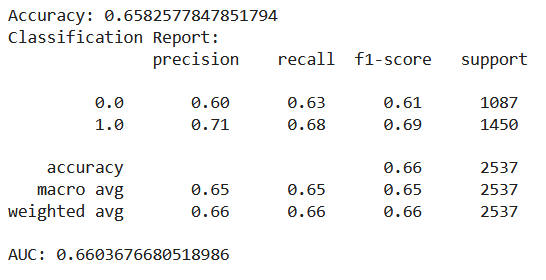 Accuracy: 0.6582577847851794
Classification Report:
precision recall f1-score support
0.0 0.60 0.63 0.61 1087
1.0 0.71 0.68 0.69 1450
accuracy 0.66 2537
macro avg 0.65 0.65 0.65 2537
weighted avg 0.66 0.66 0.66 2537
AUC: 0.6603676680518986